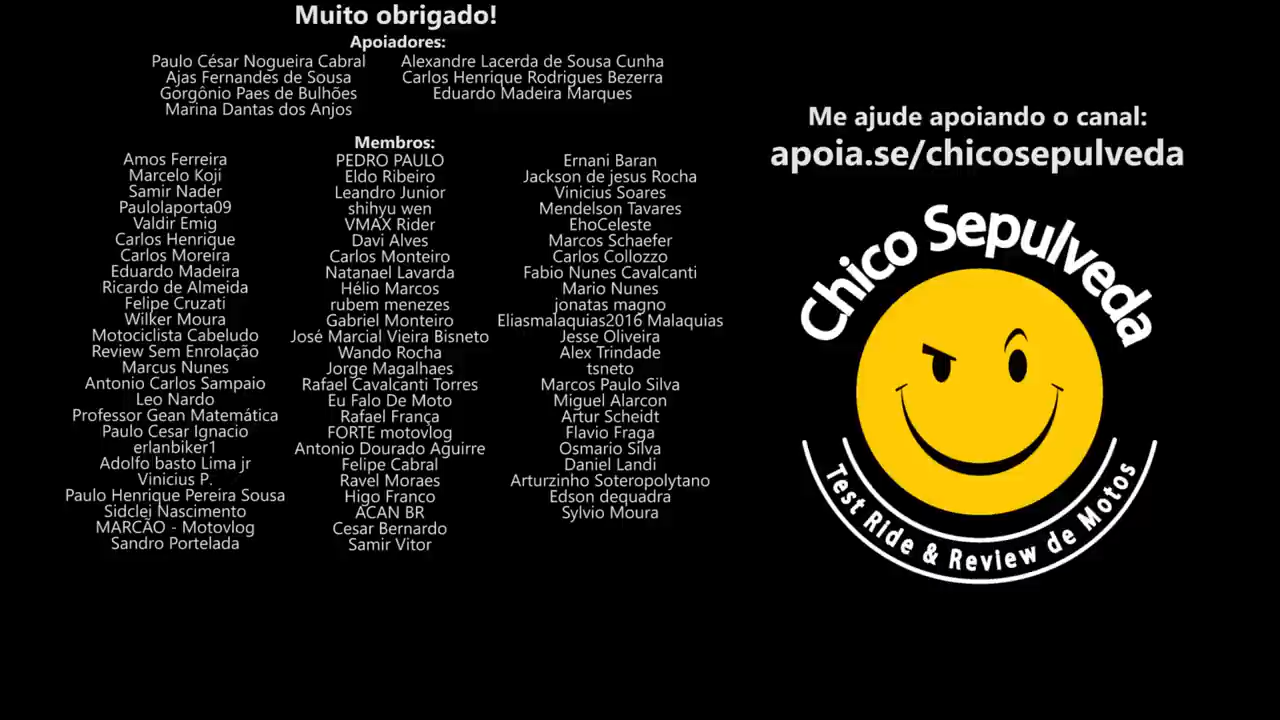 Muito obrigado!
Apoiadores:
Paulo César Nogueira Cabral
Ajas Fernandes de Sousa
Gorgônio Paes de Bulhões
Marina Dantas dos Anjos
Alexandre Lacerda de Sousa Cunha
Carlos Henrique Rodrigues Bezerra
Eduardo Madeira Marques
Membros:
Amos Ferreira
Marcelo Koji
Samir Nader
Paulolaporta09
Valdir Emig
Carlos Henrique
Carlos Moreira
Eduardo Madeira
Ricardo de Almeida
Felipe Cruzati
Wilker Moura
Motociclista Cabeludo
Review Sem Enrolação
Marcus Nunes
Antonio Carlos Sampaio
Leo Nardo
Professor Gean Matemática
Paulo Cesar Ignacio
erlanbiker1
Adolfo basto Lima jr
Vinicius P.
Paulo Henrique Pereira Sousa
Sidclei Nascimento
MARCÃO - Motovlog
Sandro Portelada
PEDRO PAULO
Eldo Ribeiro
Leandro Junior
shihyu wen
VMAX Rider
Davi Alves
Carlos Monteiro
Natanael Lavarda
Hélio Marcos
rubem menezes
Gabriel Monteiro
José Marcial Vieira Bisneto
Wando Rocha
Jorge Magalhaes
Rafael Cavalcanti Torres
Eu Falo De Moto
Rafael França
FORTE motovlog
Antonio Dourado Aguirre
Felipe Cabral
Ravel Moraes
Higo Franco
ACAN BR
Cesar Bernardo
Samir Vitor
Ernani Baran
Jackson de jesus Rocha
Vinicius Soares
Mendelson Tavares
EhoCeleste
Marcos Schaefer
Carlos Collozzo
Fabio Nunes Cavalcanti
Mario Nunes
jonatas magno
Eliasmalaquias2016 Malaquias
Jesse Oliveira
Alex Trindade
tsneto
Marcos Paulo Silva
Miguel Alarcon
Artur Scheidt
Flavio Fraga
Osmario Silva
Daniel Landi
Arturzinho Soteropolytano
Edson dequadra
Sylvio Moura
Me ajude apoiando o canal:
apoia.se/chicosepulveda
Chico Sepulveda
Test Ride & Review de Motos